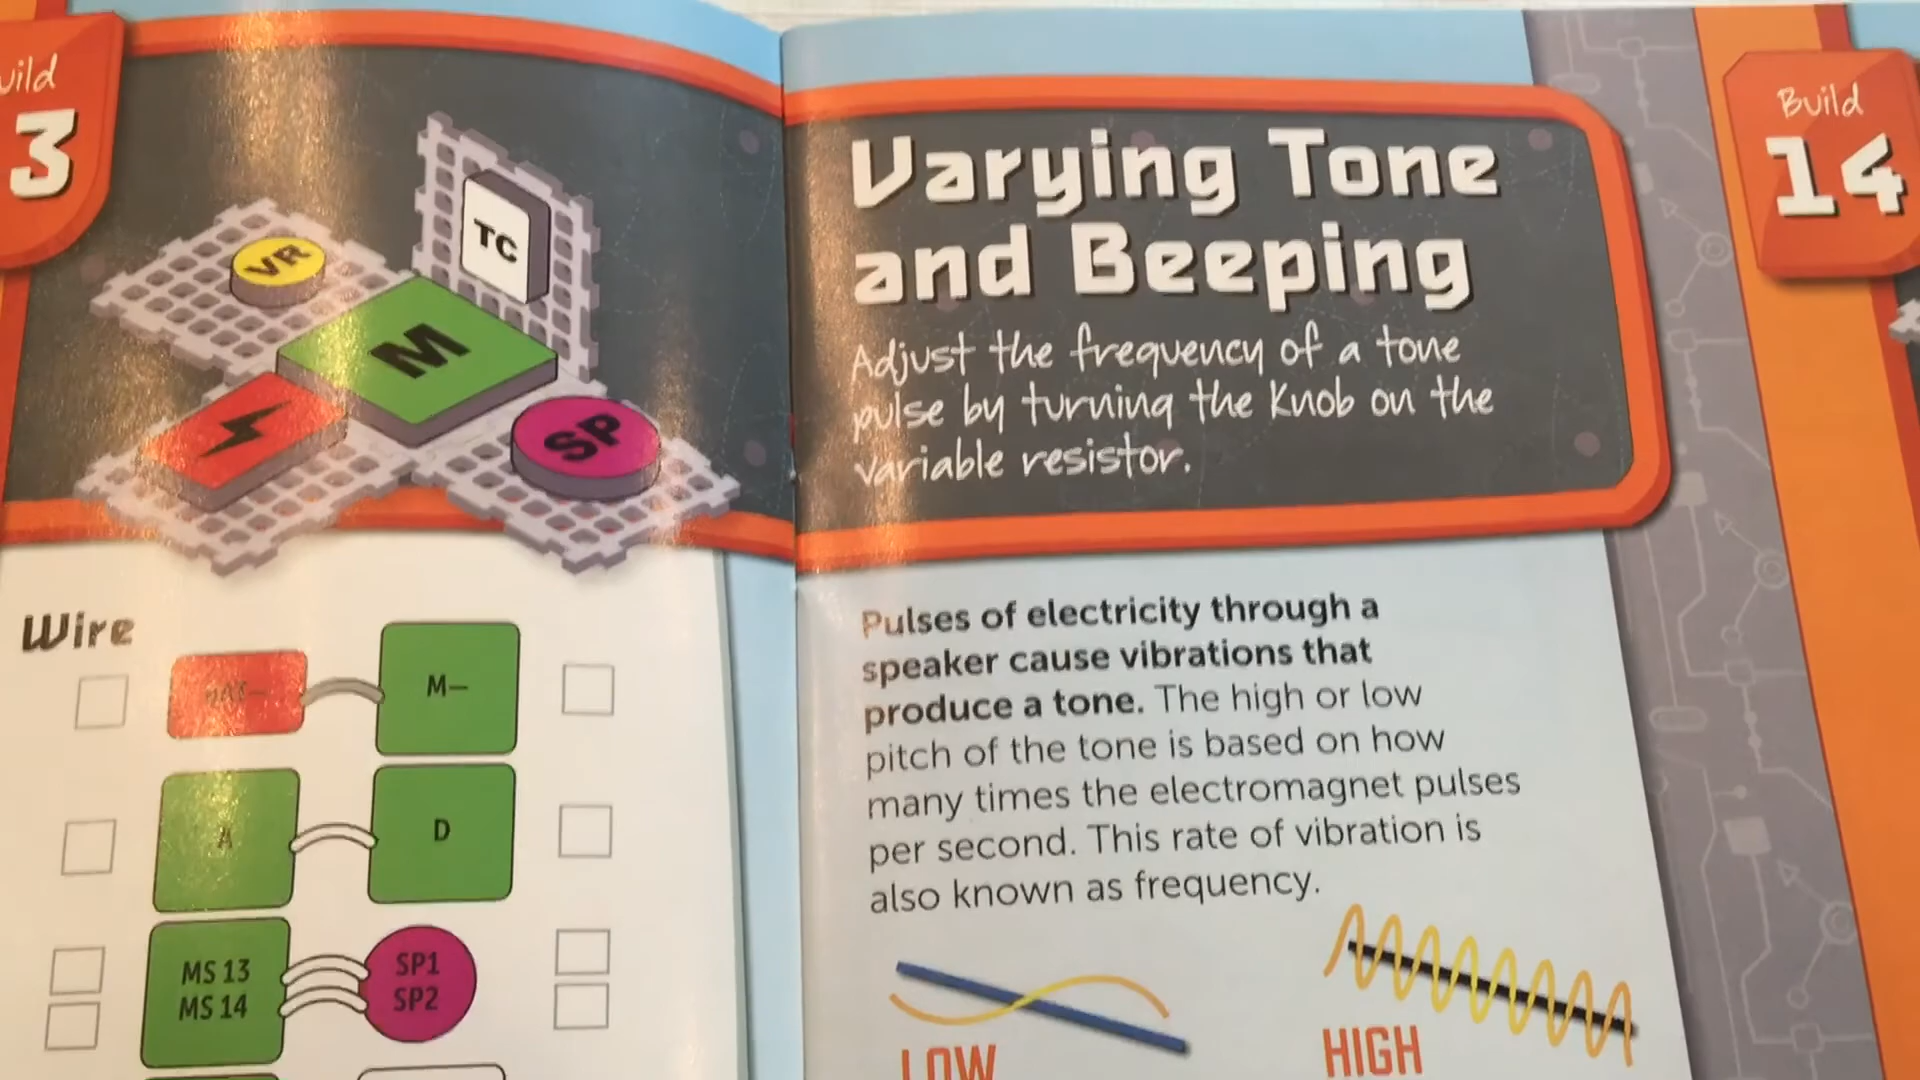 3
VR
TC
M
SP
Wire
M–
A
D
MS 13
MS 14
SP1
SP2
Varying Tone
and Beeping
Adjust the frequency of a tone
pulse by turning the knob on the
variable resistor.
Build
14
Pulses of electricity through a
speaker cause vibrations that
produce a tone. The high or low
pitch of the tone is based on how
many times the electromagnet pulses
per second. This rate of vibration is
also known as frequency.
LOW
HIGH